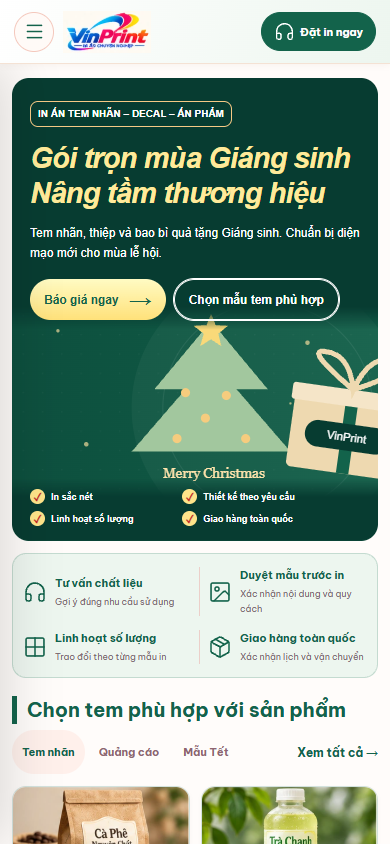 VinPrint
IN ẤN CHUYÊN NGHIỆP
Đặt in ngay
IN ẤN TEM NHÃN – DECAL – ẤN PHẨM
Gói trọn mùa Giáng sinh
Nâng tầm thương hiệu
Tem nhãn, thiệp và bao bì quà tặng Giáng sinh. Chuẩn bị diện
mạo mới cho mùa lễ hội.
Báo giá ngay →
Chọn mẫu tem phù hợp
VinPrint
Merry Christmas
In sắc nét
Thiết kế theo yêu cầu
Linh hoạt số lượng
Giao hàng toàn quốc
Tư vấn chất liệu
Gợi ý đúng nhu cầu sử dụng
Duyệt mẫu trước in
Xác nhận nội dung và quy
cách
Linh hoạt số lượng
Trao đổi theo từng mẫu in
Giao hàng toàn quốc
Xác nhận lịch và vận chuyển
Chọn tem phù hợp với sản phẩm
Tem nhãn
Quảng cáo
Mẫu Tết
Xem tất cả →
Cà Phê
Nguyên Chất
Trà Chanh